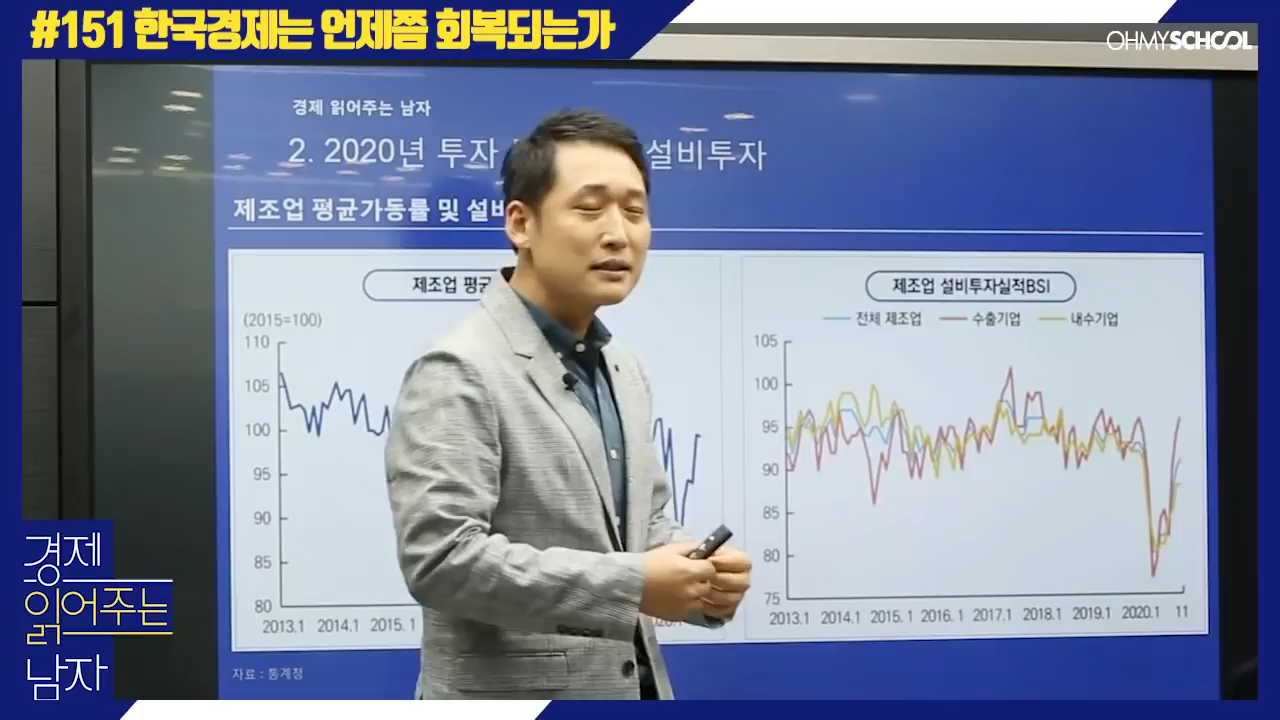 #151 한국경제는 언제쯤 회복되는가
OHMYSCHOOL
경제 읽어주는 남자
2. 2020년 투자 설비투자
제조업 평균가동률 및
제조업
(2015=100)
110
105
100
95
90
85
80
2013.1 2014.1 2015.1
제조업 설비투자실적BSI
전체 제조업 수출기업 내수기업
105
100
95
90
85
80
75
2013.1 2014.1 2015.1 2016.1 2017.1 2018.1 2019.1 2020.1 11
자료 : 통계청
경제
읽어주는
남자